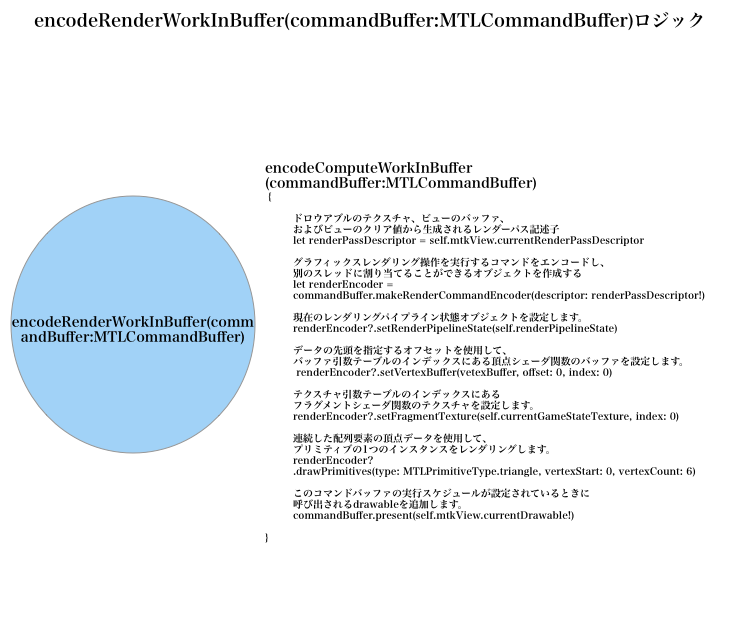 encodeRenderWorkInBuffer(commandBuffer:MTLCommandBuffer)ロジック
encodeRenderWorkInBuffer(comm
andBuffer:MTLCommandBuffer)
encodeComputeWorkInBuffer
(commandBuffer:MTLCommandBuffer)
{
ドロウアブルのテクスチャ、ビューのバッファ、
およびビューのクリア値から生成されるレンダーパス記述子
let renderPassDescriptor = self.mtkView.currentRenderPassDescriptor
グラフィックスレンダリング操作を実行するコマンドをエンコードし、
別のスレッドに割り当てることができるオブジェクトを作成する
let renderEncoder =
commandBuffer.makeRenderCommandEncoder(descriptor: renderPassDescriptor!)
現在のレンダリングパイプライン状態オブジェクトを設定します。
renderEncoder?.setRenderPipelineState(self.renderPipelineState)
データの先頭を指定するオフセットを使用して、
バッファ引数テーブルのインデックスにある頂点シェーダ関数のバッファを設定します。
renderEncoder?.setVertexBuffer(vetexBuffer, offset: 0, index: 0)
テクスチャ引数テーブルのインデックスにある
フラグメントシェーダ関数のテクスチャを設定します。
renderEncoder?.setFragmentTexture(self.currentGameStateTexture, index: 0)
連続した配列要素の頂点データを使用して、
プリミティブの1つのインスタンスをレンダリングします。
renderEncoder?
.drawPrimitives(type: MTLPrimitiveType.triangle, vertexStart: 0, vertexCount: 6)
このコマンドバッファの実行スケジュールが設定されているときに
呼び出されるdrawableを追加します。
commandBuffer.present(self.mtkView.currentDrawable!)
}